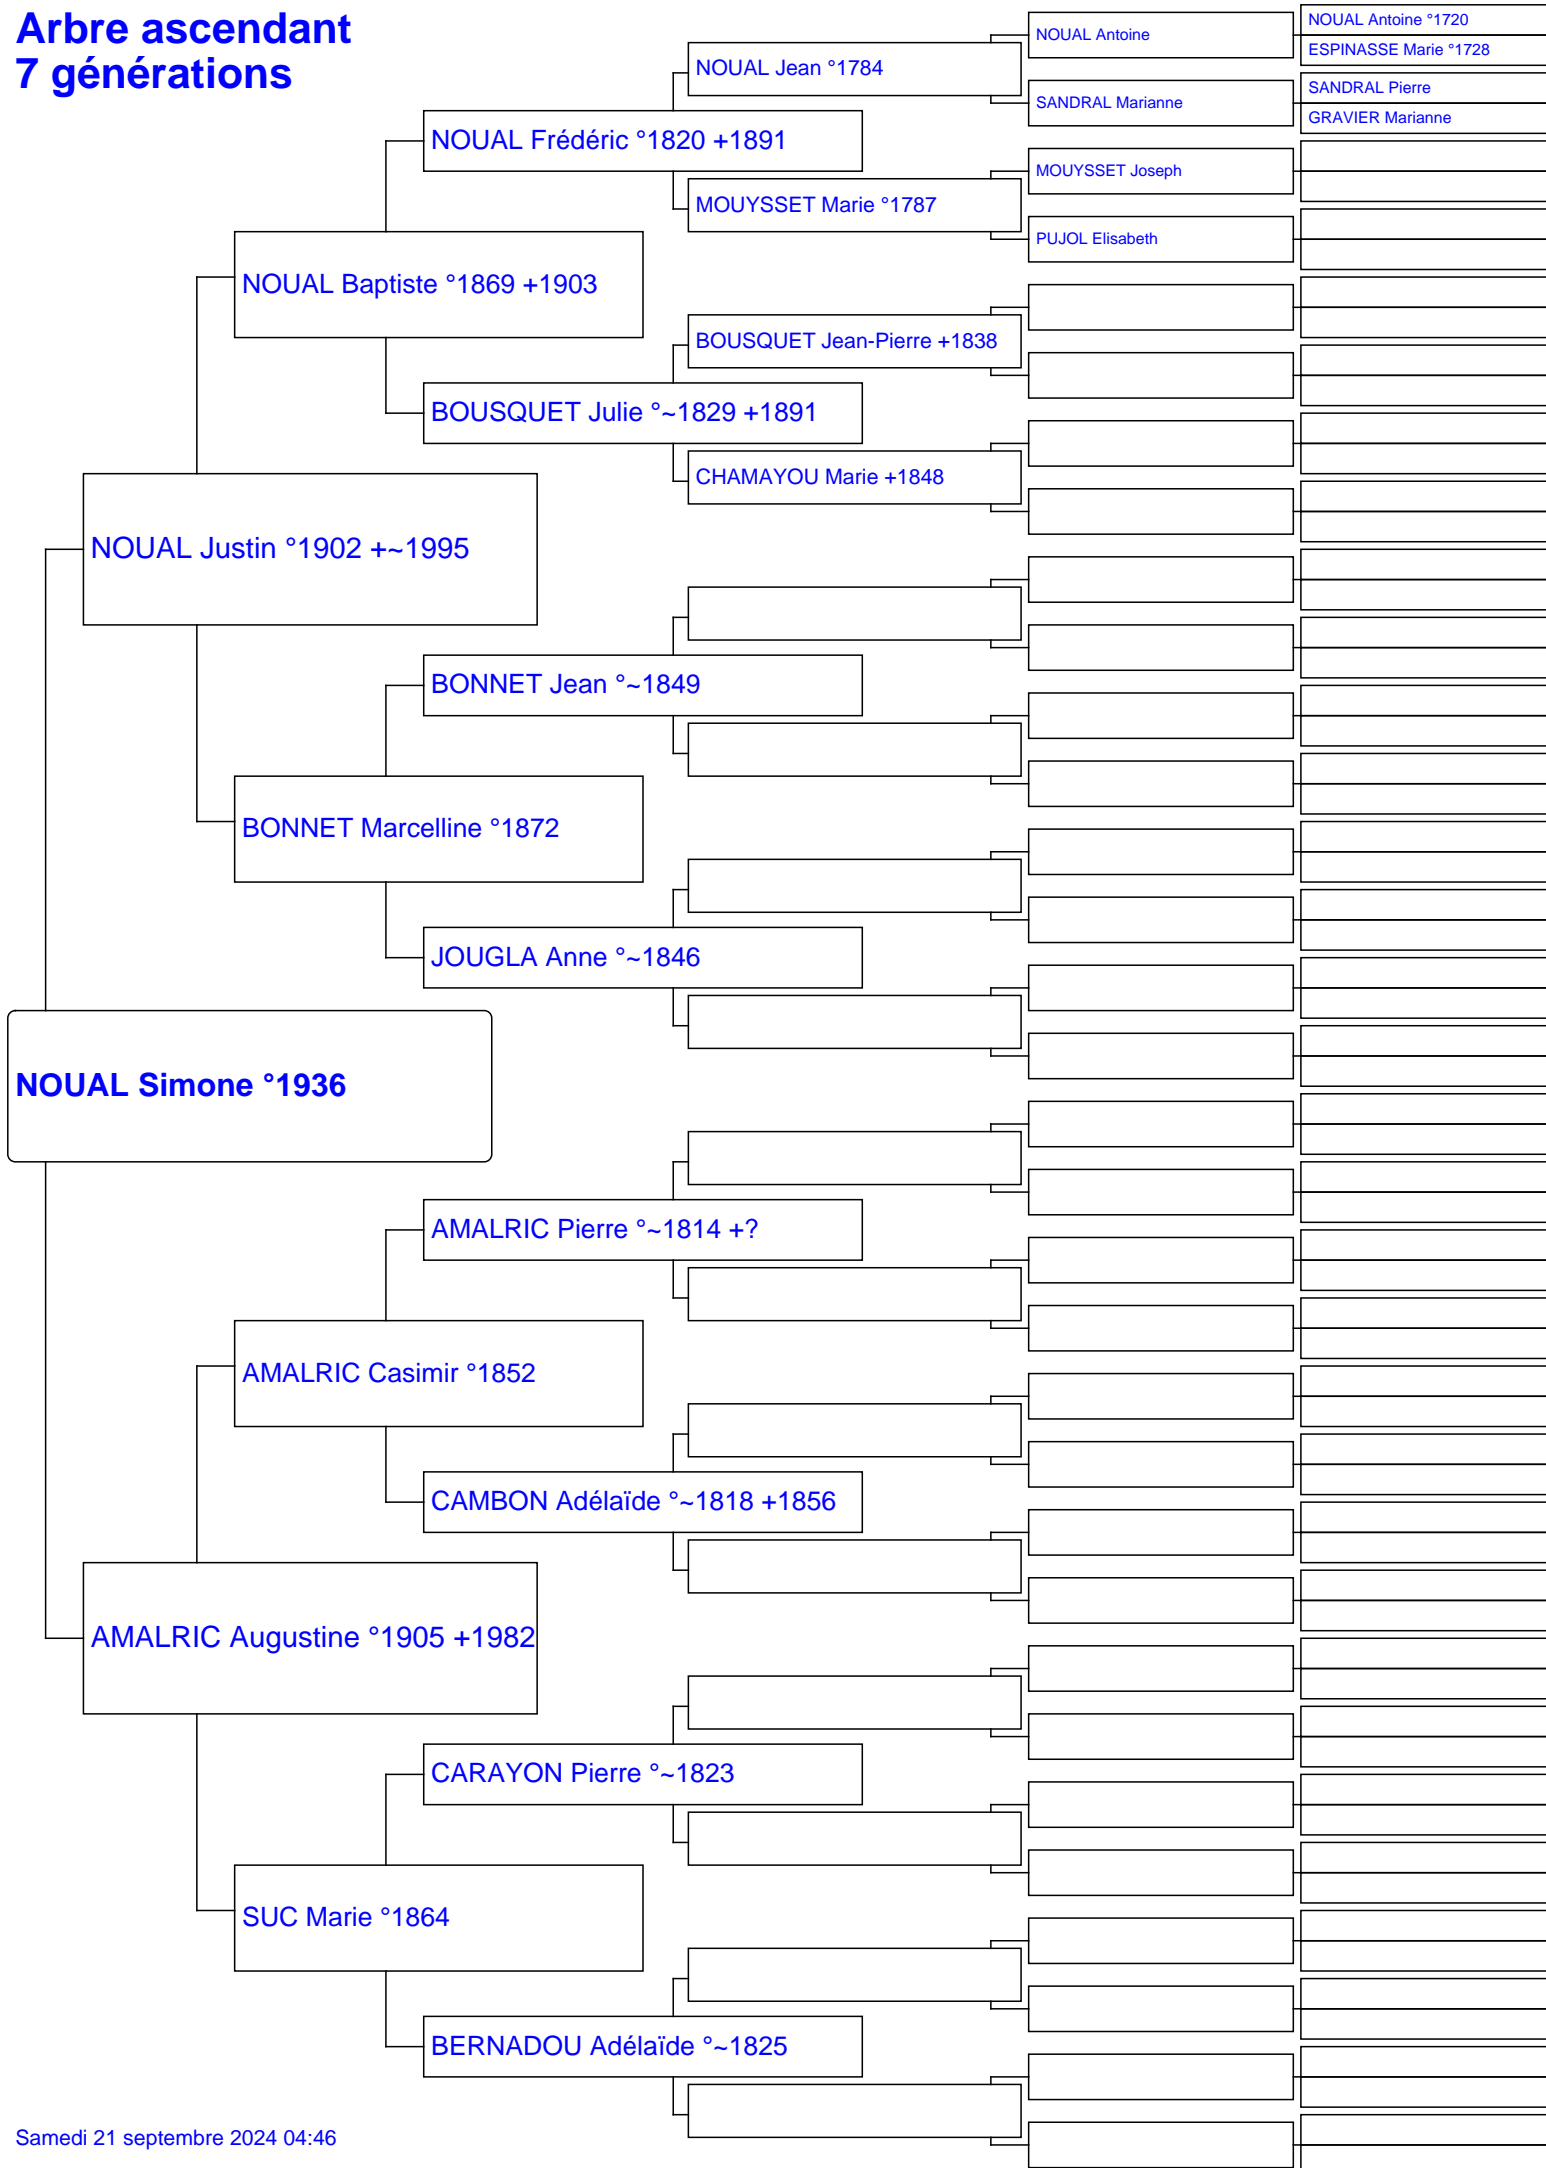 Arbre ascendant
7 générations
NOUAL Antoine °1720
NOUAL Antoine
ESPINASSE Marie °1728
NOUAL Jean °1784
SANDRAL Pierre
SANDRAL Marianne
GRAVIER Marianne
NOUAL Frédéric °1820 +1891
MOUYSSET Joseph
MOUYSSET Marie °1787
PUJOL Elisabeth
NOUAL Baptiste °1869 +1903
BOUSQUET Jean-Pierre +1838
BOUSQUET Julie °~1829 +1891
CHAMAYOU Marie +1848
NOUAL Justin °1902 +~1995
BONNET Jean °~1849
BONNET Marcelline °1872
JOUGLA Anne °~1846
NOUAL Simone °1936
AMALRIC Pierre °~1814 +?
AMALRIC Casimir °1852
CAMBON Adélaïde °~1818 +1856
AMALRIC Augustine °1905 +1982
CARAYON Pierre °~1823
SUC Marie °1864
BERNADOU Adélaïde °~1825
Samedi 21 septembre 2024 04:46